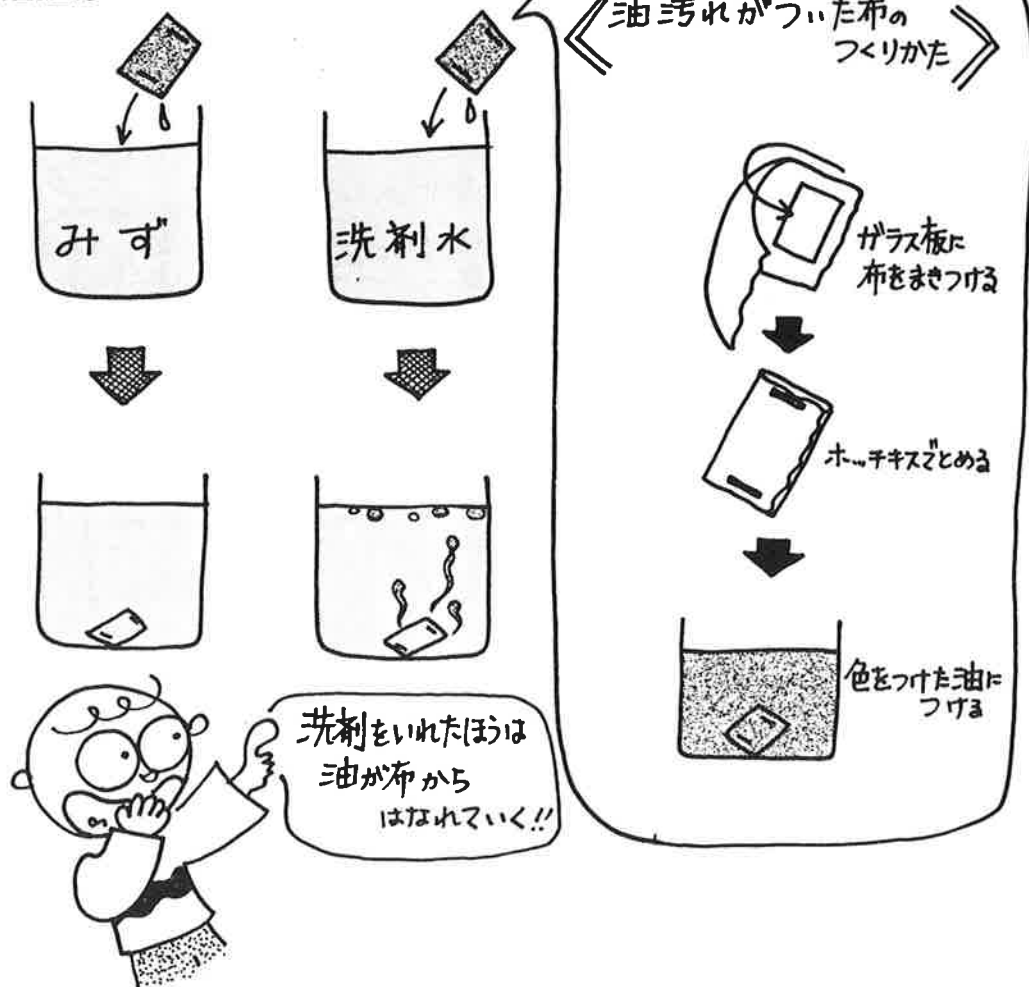 みず
洗剤水
洗剤をいれたほうは
油が布から
はなれていく!!
《油汚れがついた布の
つくりかた》
ガラス板に
布をまきつける
ホッチキスでとめる
色をつけた油に
つける